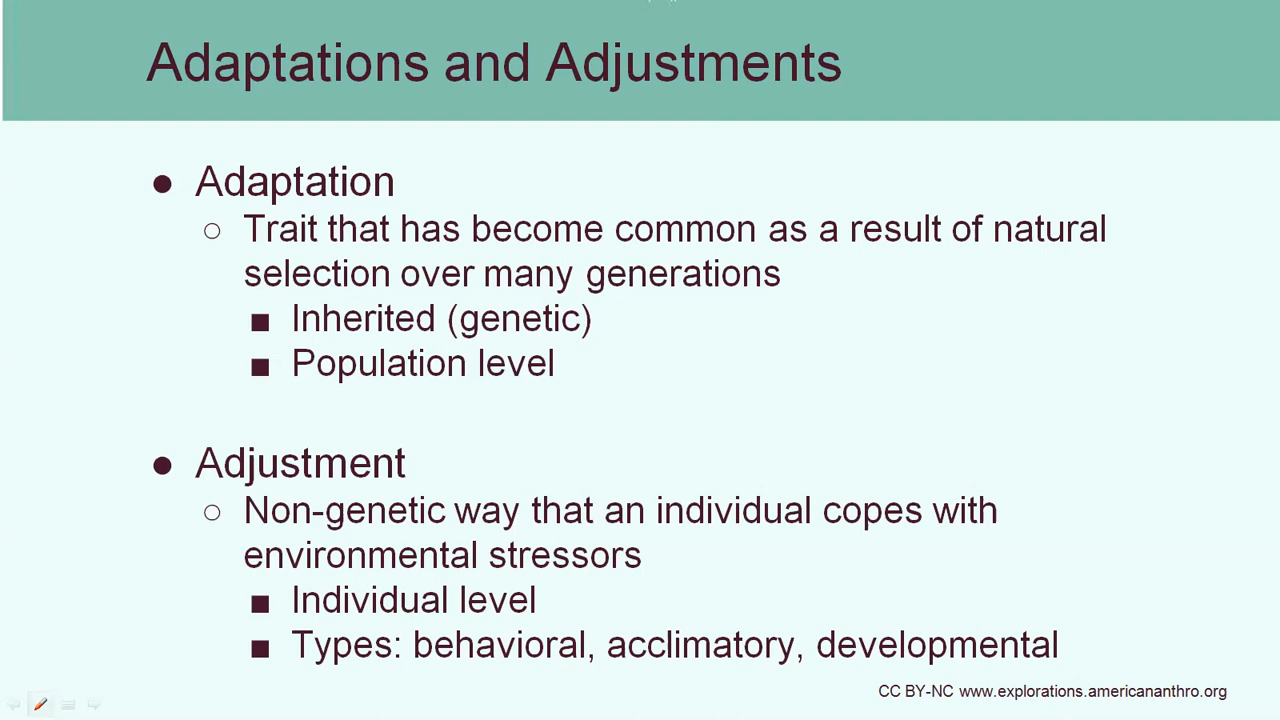 Adaptations and Adjustments
● Adaptation
○ Trait that has become common as a result of natural
selection over many generations
■ Inherited (genetic)
■ Population level
● Adjustment
○ Non-genetic way that an individual copes with
environmental stressors
■ Individual level
■ Types: behavioral, acclimatory, developmental
CC BY-NC www.explorations.americananthro.org